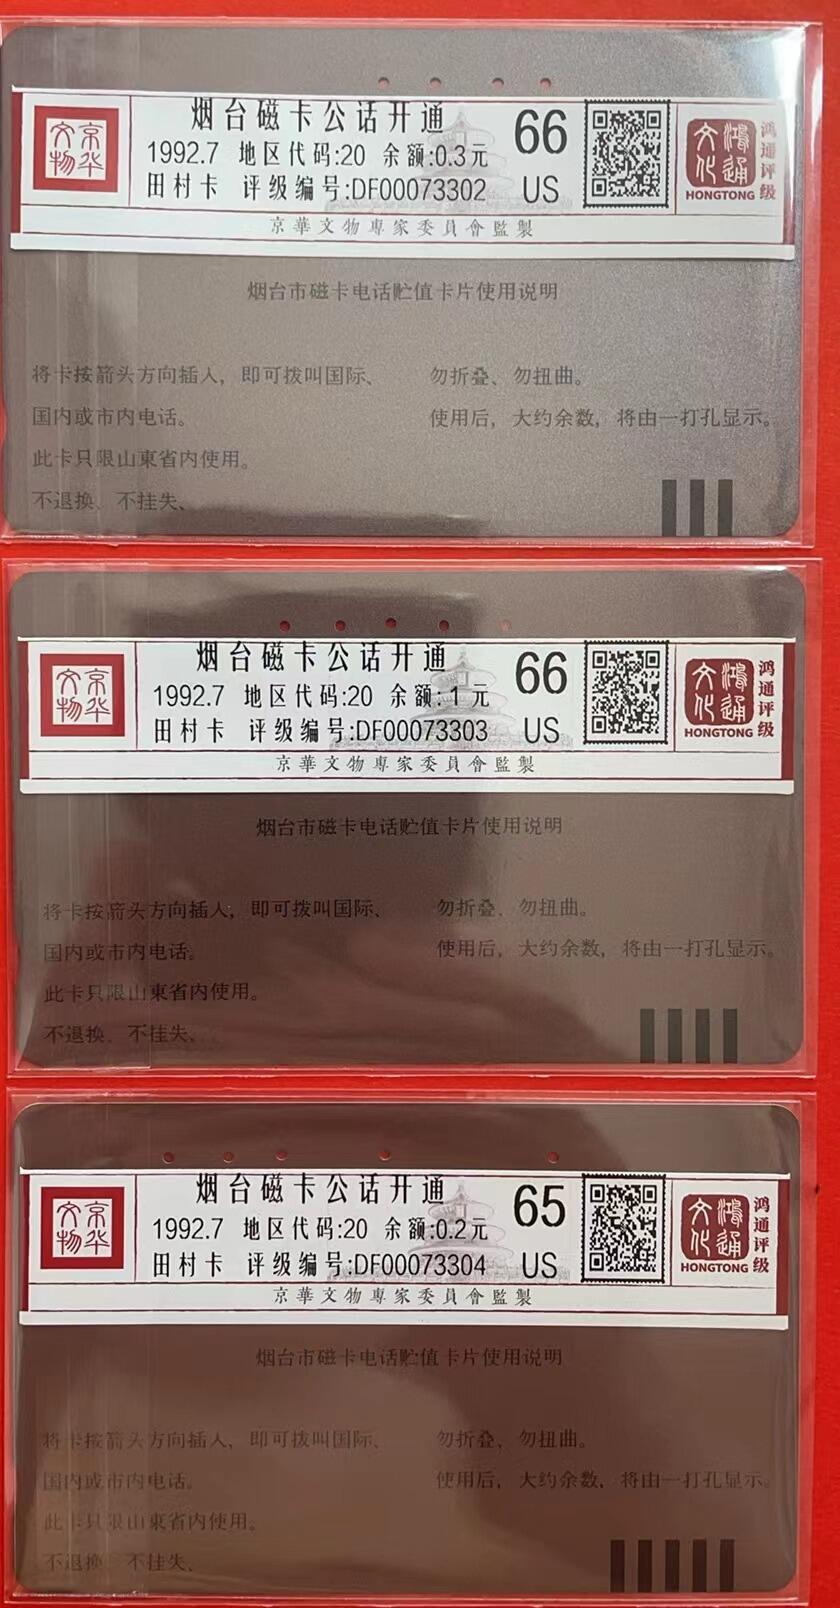 京华文物
烟台磁卡公话开通
1992.7 地区代码:20 余额:0.3元
田村卡 评级编号:DF00073302
66
US
鸿通文化
HONGTONG
鸿通评级
京華文物專家委員會監製
烟台市磁卡电话贮值卡片使用说明
将卡按箭头方向插人，即可拨叫国际、
国内或市内电话。
此卡只限山東省内使用。
不退换、不挂失、
勿折叠、勿扭曲。
使用后，大约余数，将由一打孔显示。
京华文物
烟台磁卡公话开通
1992.7 地区代码:20 余额:1元
田村卡 评级编号:DF00073303
66
US
鸿通文化
HONGTONG
鸿通评级
京華文物專家委員會監製
烟台市磁卡电话贮值卡片使用说明
将卡按箭头方向插人，即可拨叫国际、
国内或市内电话。
此卡只限山東省内使用。
不退换、不挂失、
勿折叠、勿扭曲。
使用后，大约余数，将由一打孔显示。
京华文物
烟台磁卡公话开通
1992.7 地区代码:20 余额:0.2元
田村卡 评级编号:DF00073304
65
US
鸿通文化
HONGTONG
鸿通评级
京華文物專家委員會監製
烟台市磁卡电话贮值卡片使用说明
将卡按箭头方向插人，即可拨叫国际、
国内或市内电话。
此卡只限山東省内使用。
不退换、不挂失、
勿折叠、勿扭曲。
使用后，大约余数，将由一打孔显示。